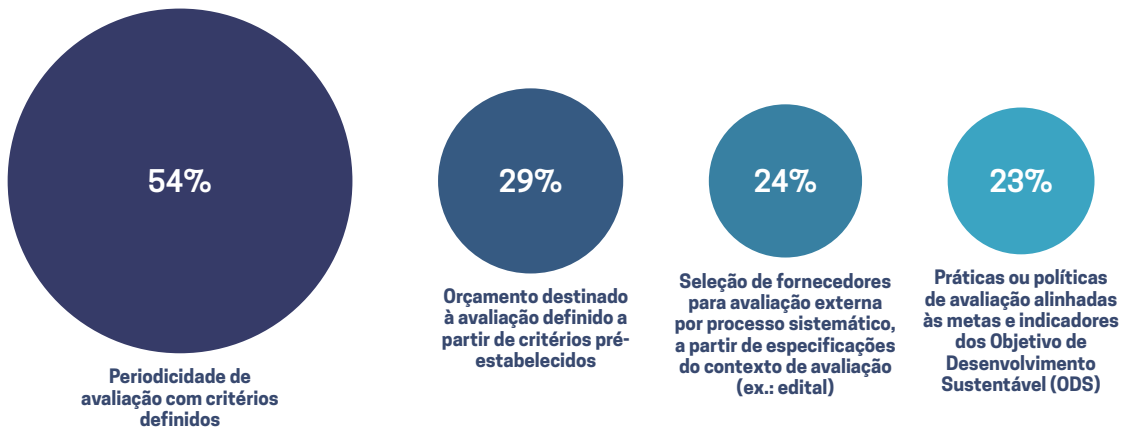 54%
Periodicidade de
avaliação com critérios
definidos
29%
Orçamento destinado
à avaliação definido a
partir de critérios pré-
estabelecidos
24%
Seleção de fornecedores
para avaliação externa
por processo sistemático,
a partir de especificações
do contexto de avaliação
(ex.: edital)
23%
Práticas ou políticas
de avaliação alinhadas
às metas e indicadores
dos Objetivo de
Desenvolvimento
Sustentável (ODS)